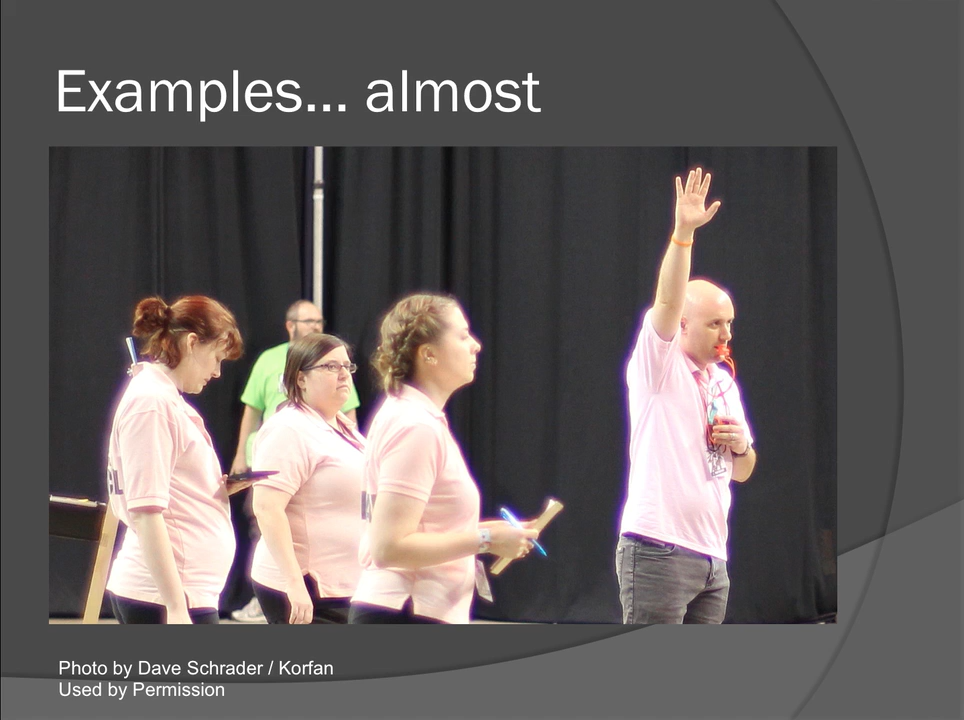 Examples... almost
Photo by Dave Schrader / Korfan
Used by Permission